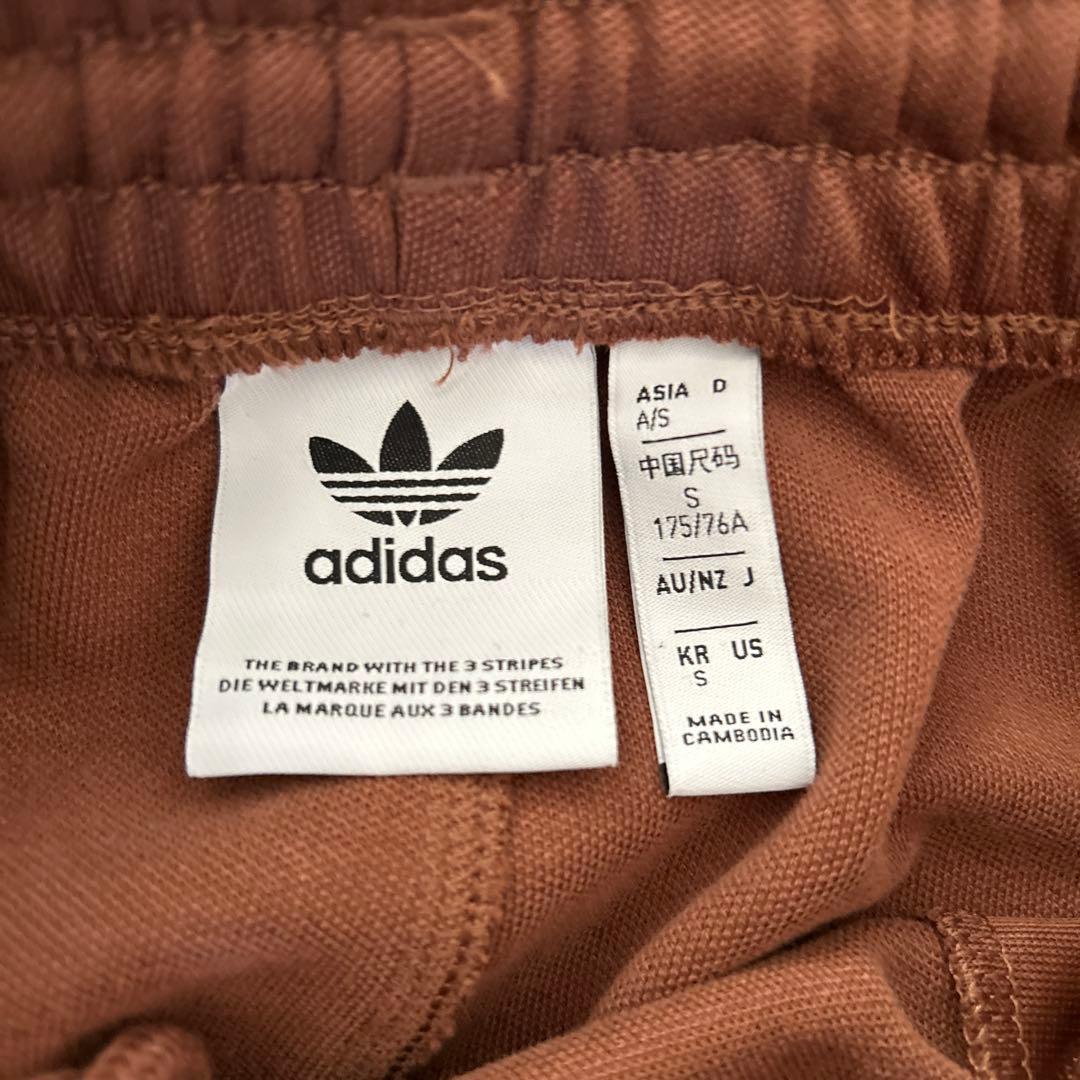 adidas
THE BRAND WITH THE 3 STRIPES
DIE WELTMARKE MIT DEN 3 STREIFEN
LA MARQUE AUX 3 BANDES
ASIA D
A/S
中国尺码
S
175/76A
AU/NZ J
KR US
S
MADE IN
CAMBODIA